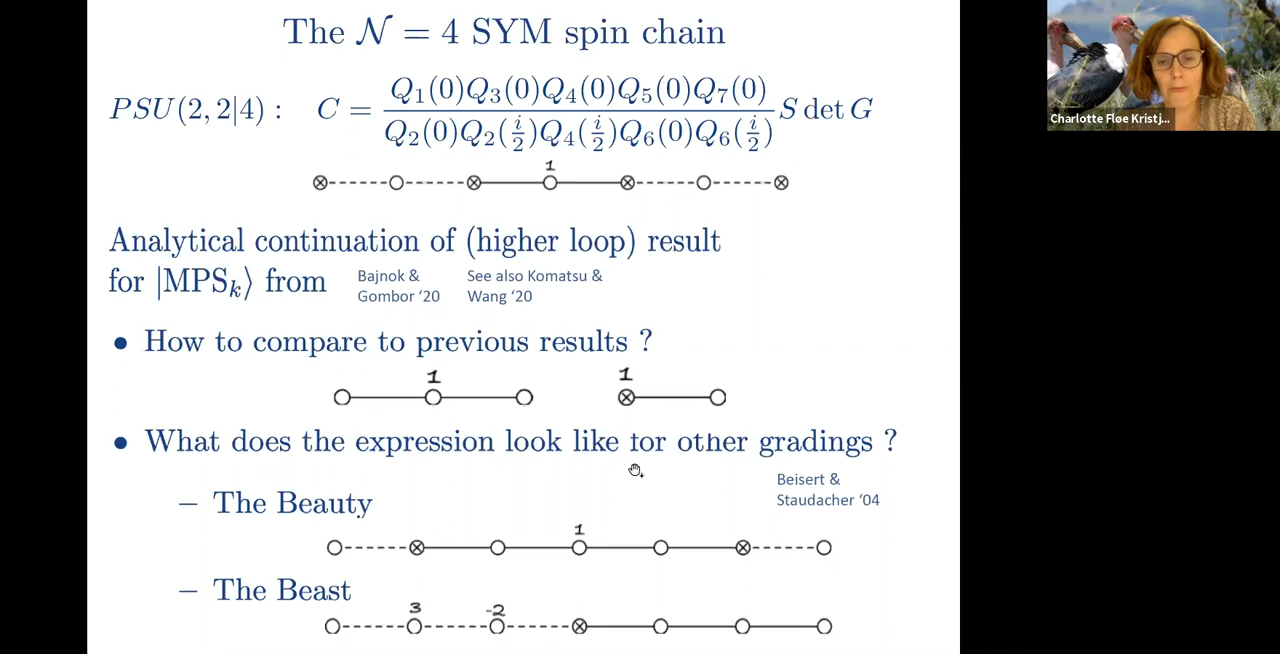 The 𝒩 = 4 SYM spin chain
PSU(2, 2|4) : C = Q₁(0)Q₃(0)Q₄(0)Q₅(0)Q₇(0) / Q₂(0)Q₂(i/2)Q₄(i/2)Q₆(0)Q₆(i/2) S det G
1
Analytical continuation of (higher loop) result
for |MPSₖ⟩ from
Bajnok &
Gombor ‘20
See also Komatsu &
Wang ‘20
• How to compare to previous results ?
1 1
• What does the expression look like for other gradings ?
Beisert &
Staudacher ‘04
– The Beauty
1
– The Beast
3 -2
Charlotte Fløe Kristj...